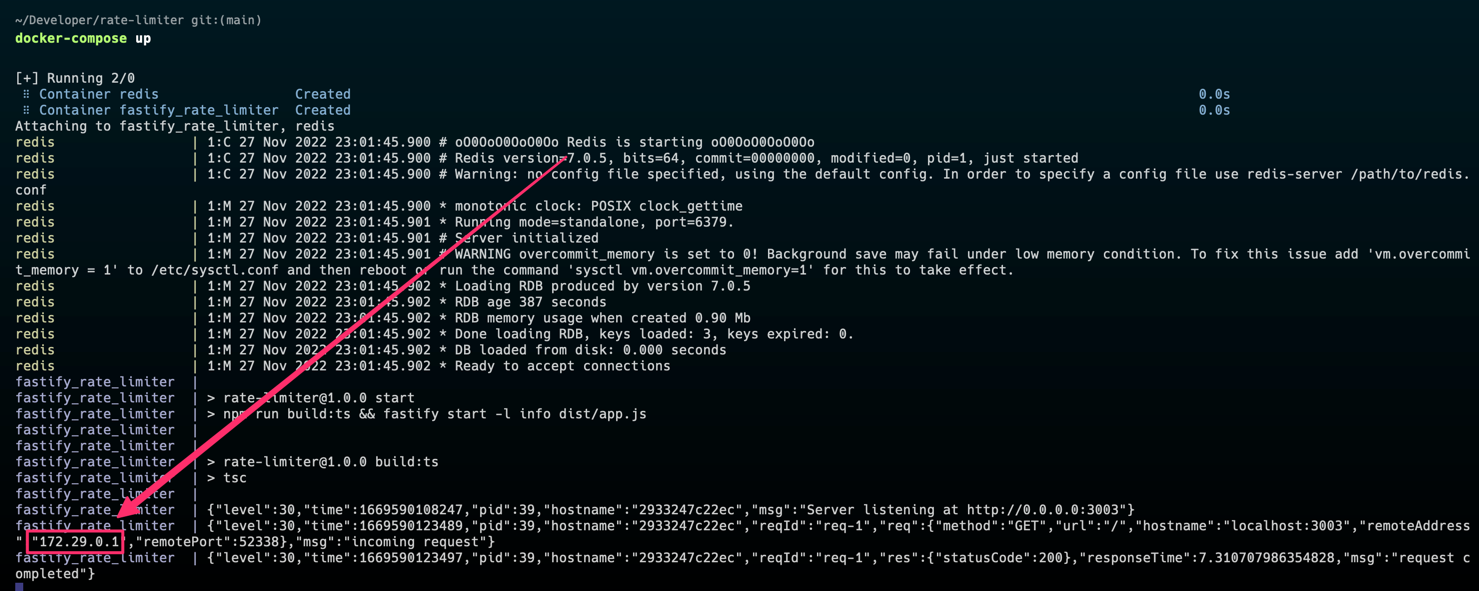 ~/Developer/rate-limiter git:(main)
docker-compose up
[+] Running 2/0
⠿ Container redis Created 0.0s
⠿ Container fastify_rate_limiter Created 0.0s
Attaching to fastify_rate_limiter, redis
redis | 1:C 27 Nov 2022 23:01:45.900 # oO0OoO0OoO0Oo Redis is starting oO0OoO0OoO0Oo
redis | 1:C 27 Nov 2022 23:01:45.900 # Redis version=7.0.5, bits=64, commit=00000000, modified=0, pid=1, just started
redis | 1:C 27 Nov 2022 23:01:45.900 # Warning: no config file specified, using the default config. In order to specify a config file use redis-server /path/to/redis.
conf
redis | 1:M 27 Nov 2022 23:01:45.900 * monotonic clock: POSIX clock_gettime
redis | 1:M 27 Nov 2022 23:01:45.901 * Running mode=standalone, port=6379.
redis | 1:M 27 Nov 2022 23:01:45.901 # Server initialized
redis | 1:M 27 Nov 2022 23:01:45.901 # WARNING overcommit_memory is set to 0! Background save may fail under low memory condition. To fix this issue add 'vm.overcommi
t_memory = 1' to /etc/sysctl.conf and then reboot or run the command 'sysctl vm.overcommit_memory=1' for this to take effect.
redis | 1:M 27 Nov 2022 23:01:45.902 * Loading RDB produced by version 7.0.5
redis | 1:M 27 Nov 2022 23:01:45.902 * RDB age 387 seconds
redis | 1:M 27 Nov 2022 23:01:45.902 * RDB memory usage when created 0.90 Mb
redis | 1:M 27 Nov 2022 23:01:45.902 * Done loading RDB, keys loaded: 3, keys expired: 0.
redis | 1:M 27 Nov 2022 23:01:45.902 * DB loaded from disk: 0.000 seconds
redis | 1:M 27 Nov 2022 23:01:45.902 * Ready to accept connections
fastify_rate_limiter |
fastify_rate_limiter | > rate-limiter@1.0.0 start
fastify_rate_limiter | > npm run build:ts && fastify start -l info dist/app.js
fastify_rate_limiter |
fastify_rate_limiter |
fastify_rate_limiter | > rate-limiter@1.0.0 build:ts
fastify_rate_limiter | > tsc
fastify_rate_limiter |
fastify_rate_limiter | {"level":30,"time":1669590108247,"pid":39,"hostname":"2933247c22ec","msg":"Server listening at http://0.0.0.0:3003"}
fastify_rate_limiter | {"level":30,"time":1669590123489,"pid":39,"hostname":"2933247c22ec","reqId":"req-1","req":{"method":"GET","url":"/","hostname":"localhost:3003","remoteAddress
":"172.29.0.1","remotePort":52338},"msg":"incoming request"}
fastify_rate_limiter | {"level":30,"time":1669590123497,"pid":39,"hostname":"2933247c22ec","reqId":"req-1","res":{"statusCode":200},"responseTime":7.310707986354828,"msg":"request c
ompleted"}